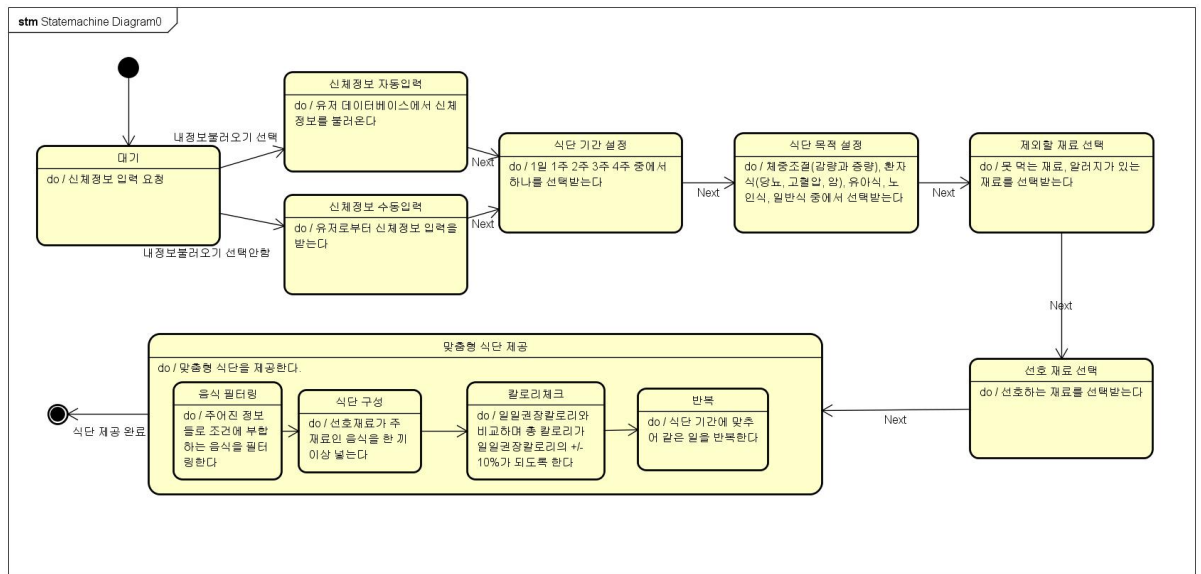 stm Statemachine Diagram0
대기
do / 신체정보 입력 요청
내정보불러오기 선택
내정보불러오기 선택안함
신체정보 자동입력
do / 유저 데이터베이스에서 신체
정보를 불러온다
Next
신체정보 수동입력
do / 유저로부터 신체정보 입력을
받는다
Next
식단 기간 설정
do / 1일 1주 2주 3주 4주 중에서
하나를 선택받는다
Next
식단 목적 설정
do / 체중조절(감량과 증량), 환자
식(당뇨, 고혈압, 암), 유아식, 노
인식, 일반식 중에서 선택받는다
Next
제외할 재료 선택
do / 못 먹는 재료, 알러지가 있는
재료를 선택받는다
Next
선호 재료 선택
do / 선호하는 재료를 선택받는다
Next
맞춤형 식단 제공
do / 맞춤형 식단을 제공한다.
음식 필터링
do / 주어진 정보
들로 조건에 부합
하는 음식을 필터
링한다
식단 구성
do / 선호재료가 주
재료인 음식을 한 끼
이상 넣는다
칼로리체크
do / 일일권장칼로리와
비교하며 총 칼로리가
일일권장칼로리의 +/-
10%가 되도록 한다
반복
do / 식단 기간에 맞추
어 같은 일을 반복한다
식단 제공 완료